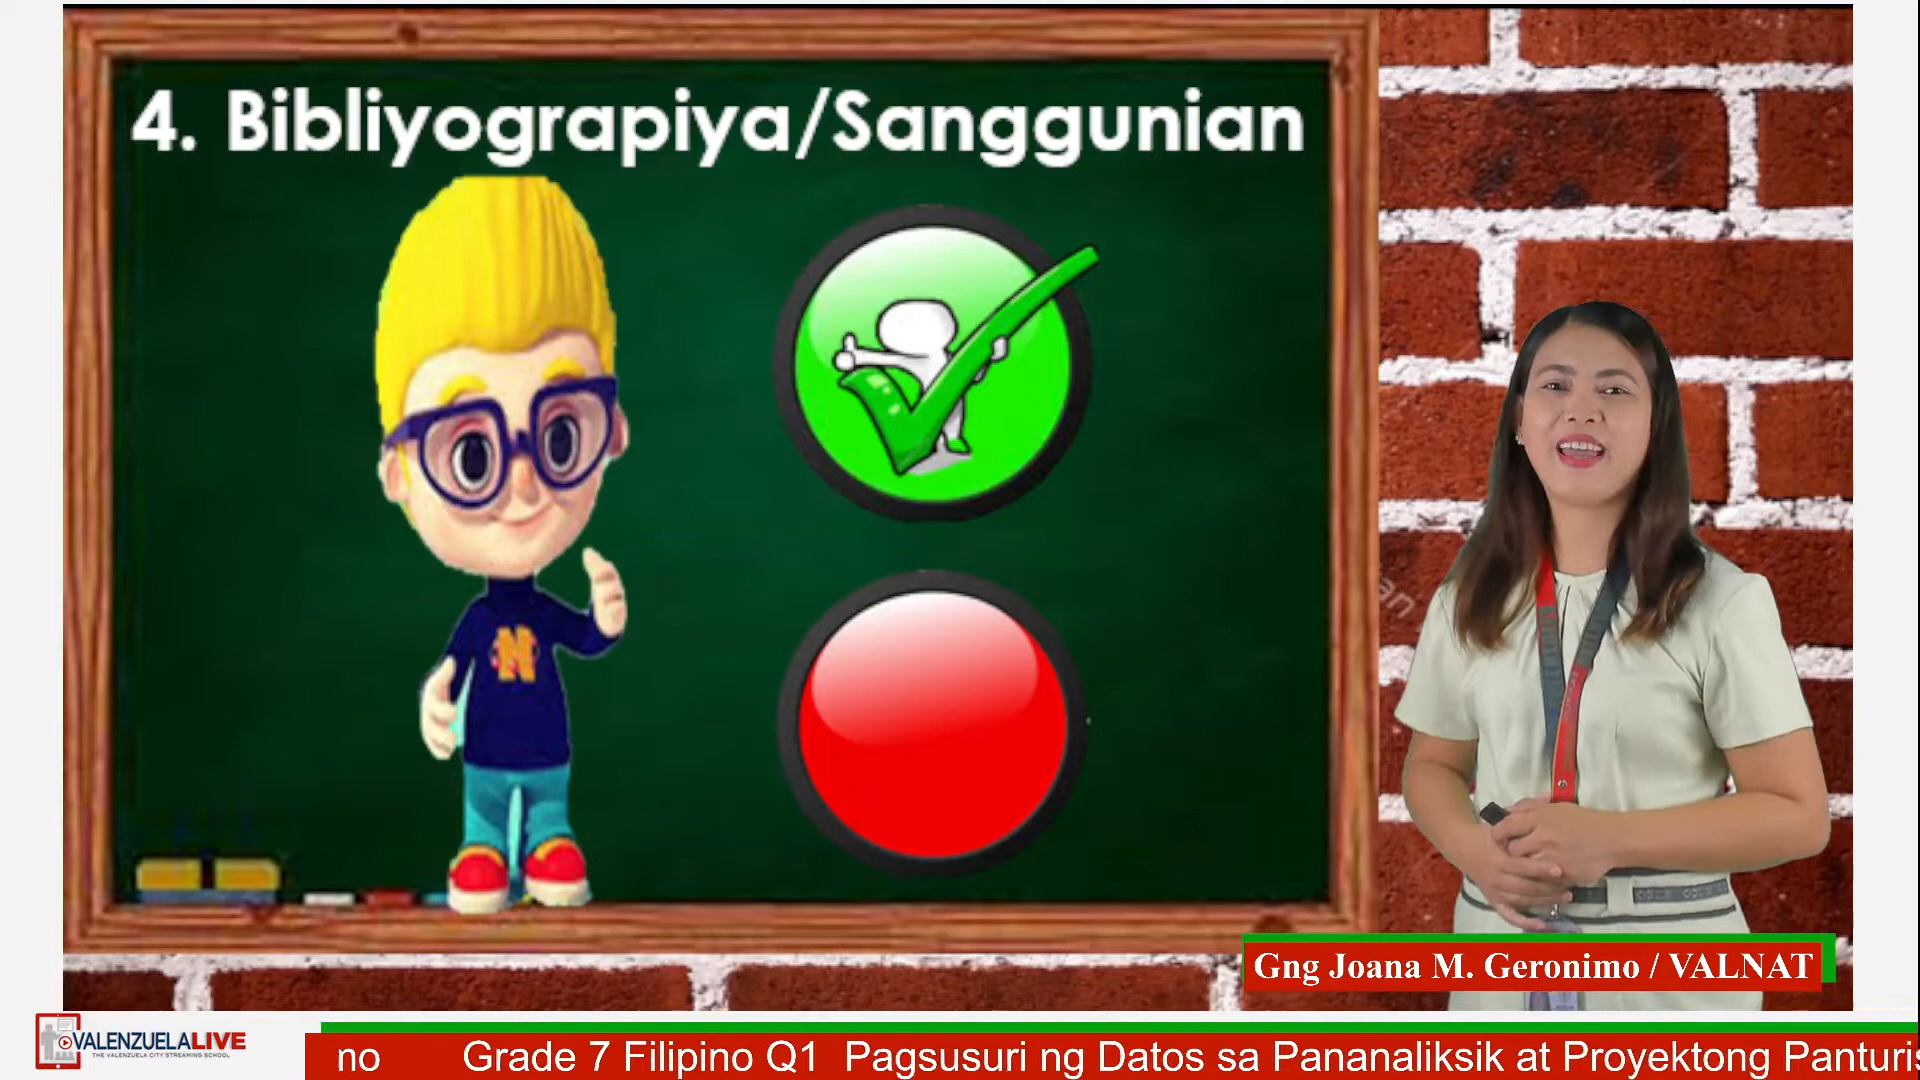 4. Bibliyograpiya/Sanggunian
N
an
Gng Joana M. Geronimo / VALNAT
VALENZUELALIVE
THE VALENZUELA CITY STREAMING SCHOOL
no Grade 7 Filipino Q1 Pagsusuri ng Datos sa Pananaliksik at Proyektong Panturis